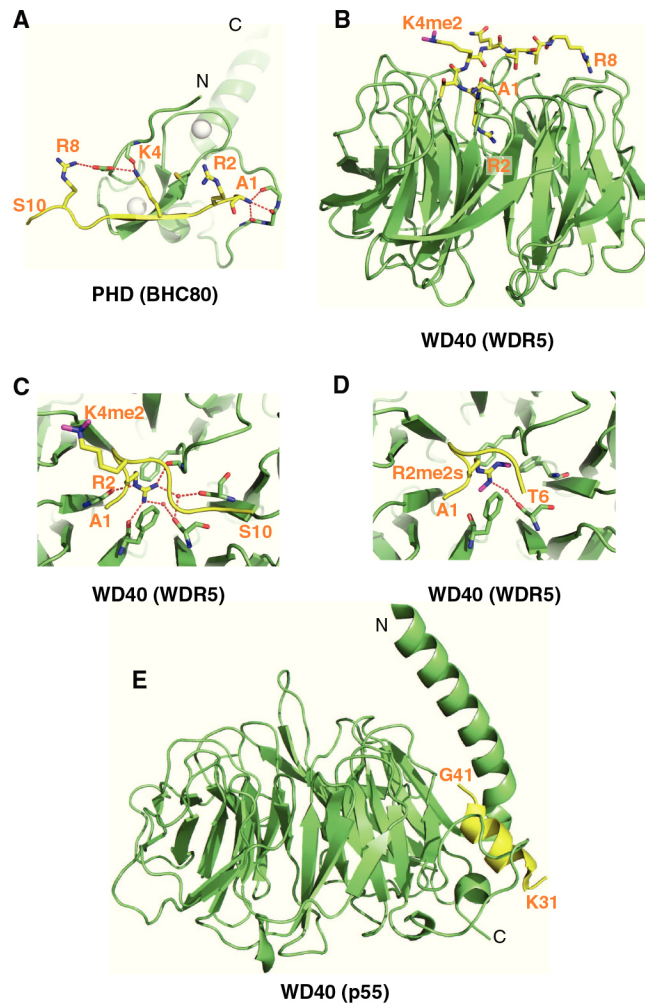 A
C
N
R8
K4
R2
A1
S10
PHD (BHC80)
B
K4me2
R8
A1
R2
WD40 (WDR5)
C
K4me2
R2
A1
S10
WD40 (WDR5)
D
R2me2s
A1
T6
WD40 (WDR5)
E
N
G41
K31
C
WD40 (p55)